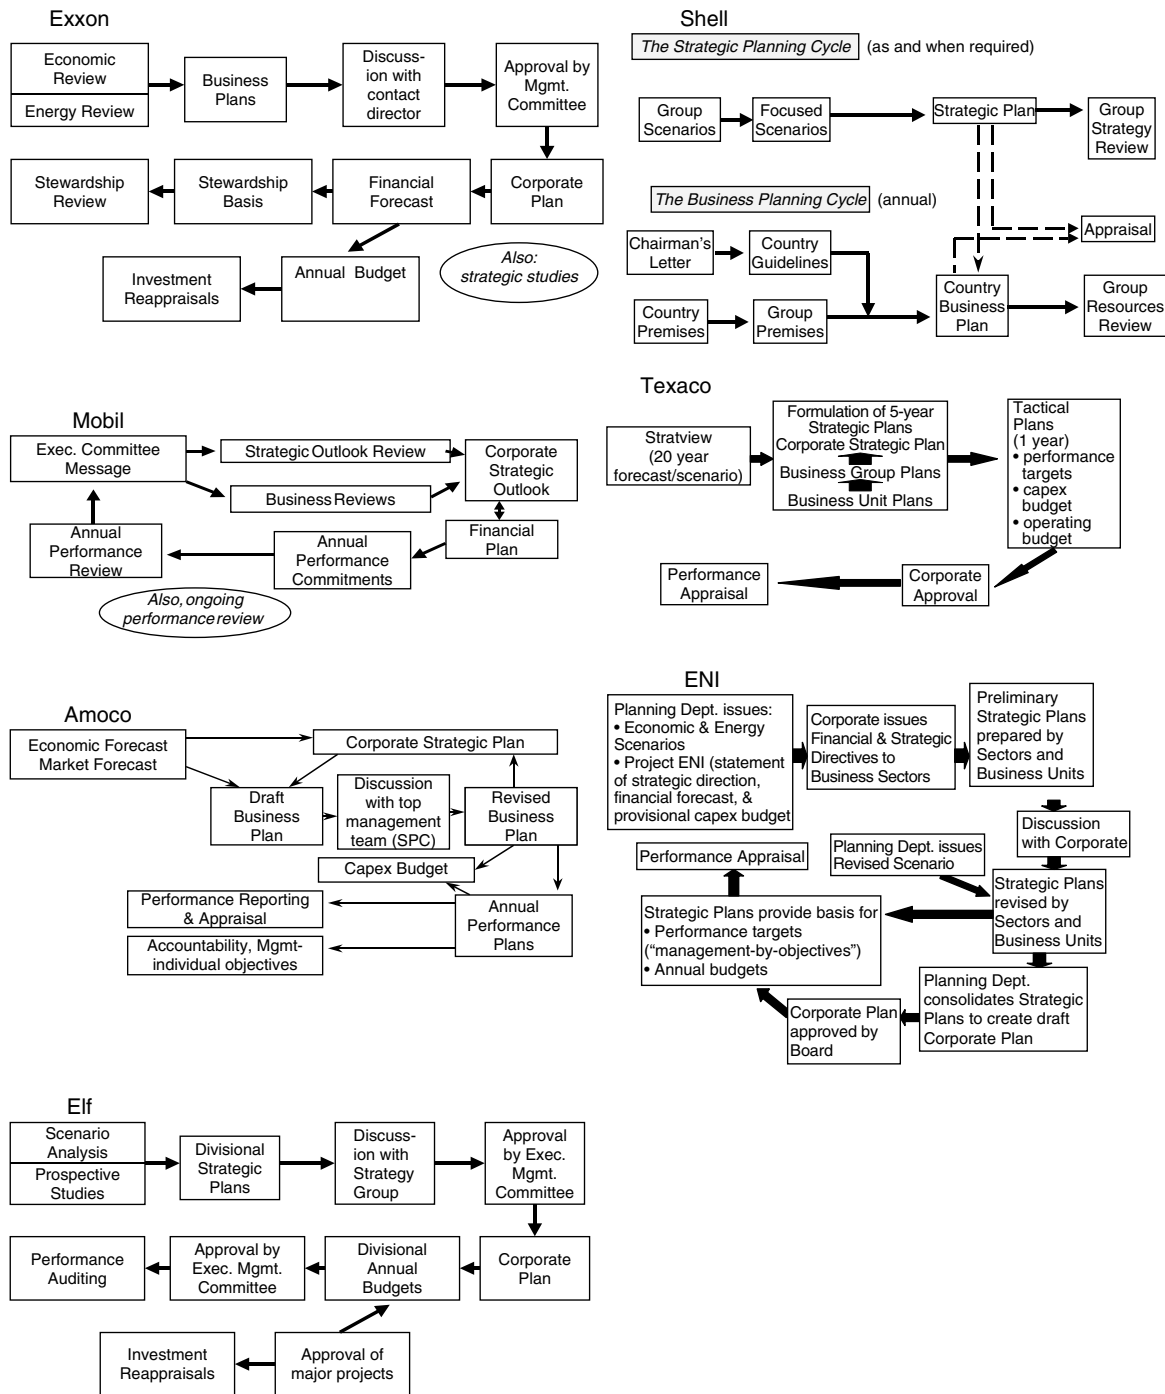 Exxon
Economic
Review
Energy Review
Business
Plans
Discuss-
ion with
contact
director
Approval by
Mgmt.
Committee
Stewardship
Review
Stewardship
Basis
Financial
Forecast
Corporate
Plan
Investment
Reappraisals
Annual Budget
Also:
strategic studies
Shell
The Strategic Planning Cycle (as and when required)
Group
Scenarios
Focused
Scenarios
Strategic Plan
Group
Strategy
Review
The Business Planning Cycle (annual)
Appraisal
Chairman's
Letter
Country
Guidelines
Country
Premises
Group
Premises
Country
Business
Plan
Group
Resources
Review
Mobil
Exec. Committee
Message
Strategic Outlook Review
Business Reviews
Corporate
Strategic
Outlook
Financial
Plan
Annual
Performance
Commitments
Annual
Performance
Review
Also, ongoing
performance review
Texaco
Stratview
(20 year
forecast/scenario)
Formulation of 5-year
Strategic Plans
Corporate Strategic Plan
Business Group Plans
Business Unit Plans
Tactical
Plans
(1 year)
• performance
targets
• capex
budget
• operating
budget
Performance
Appraisal
Corporate
Approval
Amoco
Economic Forecast
Market Forecast
Corporate Strategic Plan
Draft
Business
Plan
Discussion
with top
management
team (SPC)
Revised
Business
Plan
Capex Budget
Performance Reporting
& Appraisal
Accountability, Mgmt-
individual objectives
Annual
Performance
Plans
ENI
Planning Dept. issues:
• Economic & Energy
Scenarios
• Project ENI (statement
of strategic direction,
financial forecast, &
provisional capex budget
Corporate issues
Financial & Strategic
Directives to
Business Sectors
Preliminary
Strategic Plans
prepared by
Sectors and
Business Units
Discussion
with Corporate
Planning Dept. issues
Revised Scenario
Performance Appraisal
Strategic Plans
revised by
Sectors and
Business Units
Strategic Plans provide basis for
• Performance targets
(“management-by-objectives”)
• Annual budgets
Planning Dept.
consolidates Strategic
Plans to create draft
Corporate Plan
Corporate Plan
approved by
Board
Elf
Scenario
Analysis
Prospective
Studies
Divisional
Strategic
Plans
Discuss-
ion with
Strategy
Group
Approval
by Exec.
Mgmt.
Committee
Performance
Auditing
Approval by
Exec. Mgmt.
Committee
Divisional
Annual
Budgets
Corporate
Plan
Investment
Reappraisals
Approval of
major projects